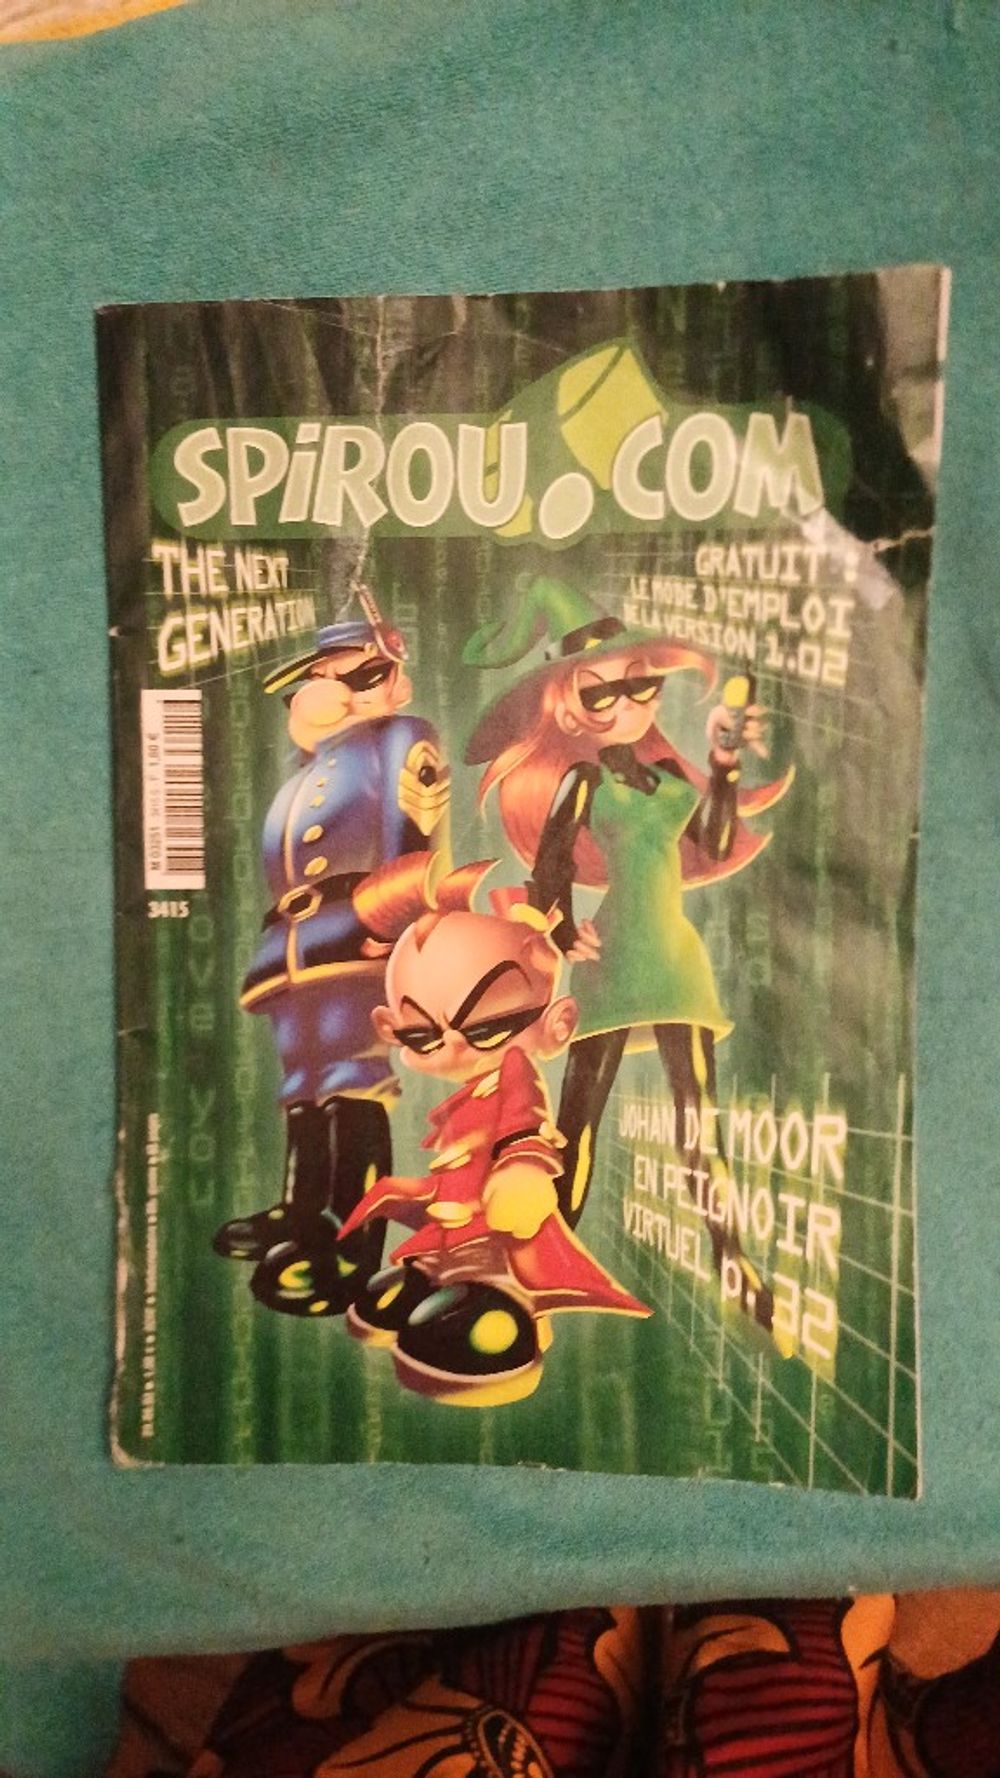 SPiROU.COM
THE NEXT
GENERATION
GRATUIT :
LE MODE D'EMPLOI
DE LA VERSION 1.02
3415
JOHAN DE MOOR
EN PEIGNOIR
VIRTUEL p. 32